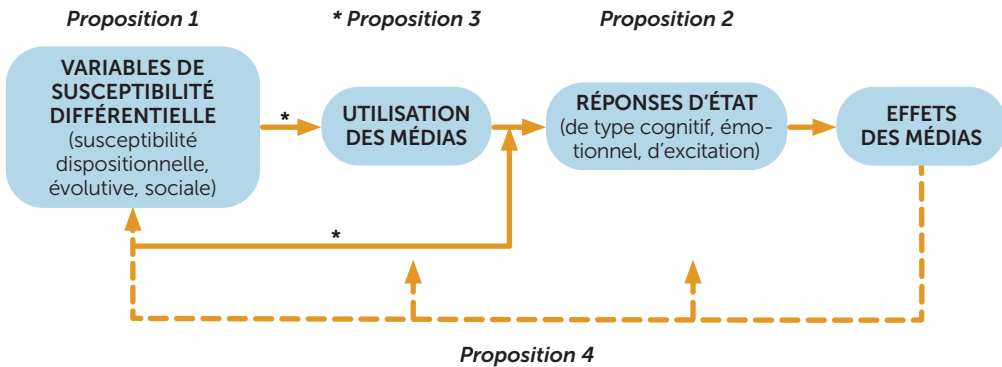 Proposition 1
* Proposition 3
Proposition 2
VARIABLES DE
SUSCEPTIBILITÉ
DIFFÉRENTIELLE
(susceptibilité
dispositionnelle,
évolutive, sociale)
*
UTILISATION
DES MÉDIAS
RÉPONSES D'ÉTAT
(de type cognitif, émo-
tionnel, d'excitation)
EFFETS
DES MÉDIAS
*
Proposition 4